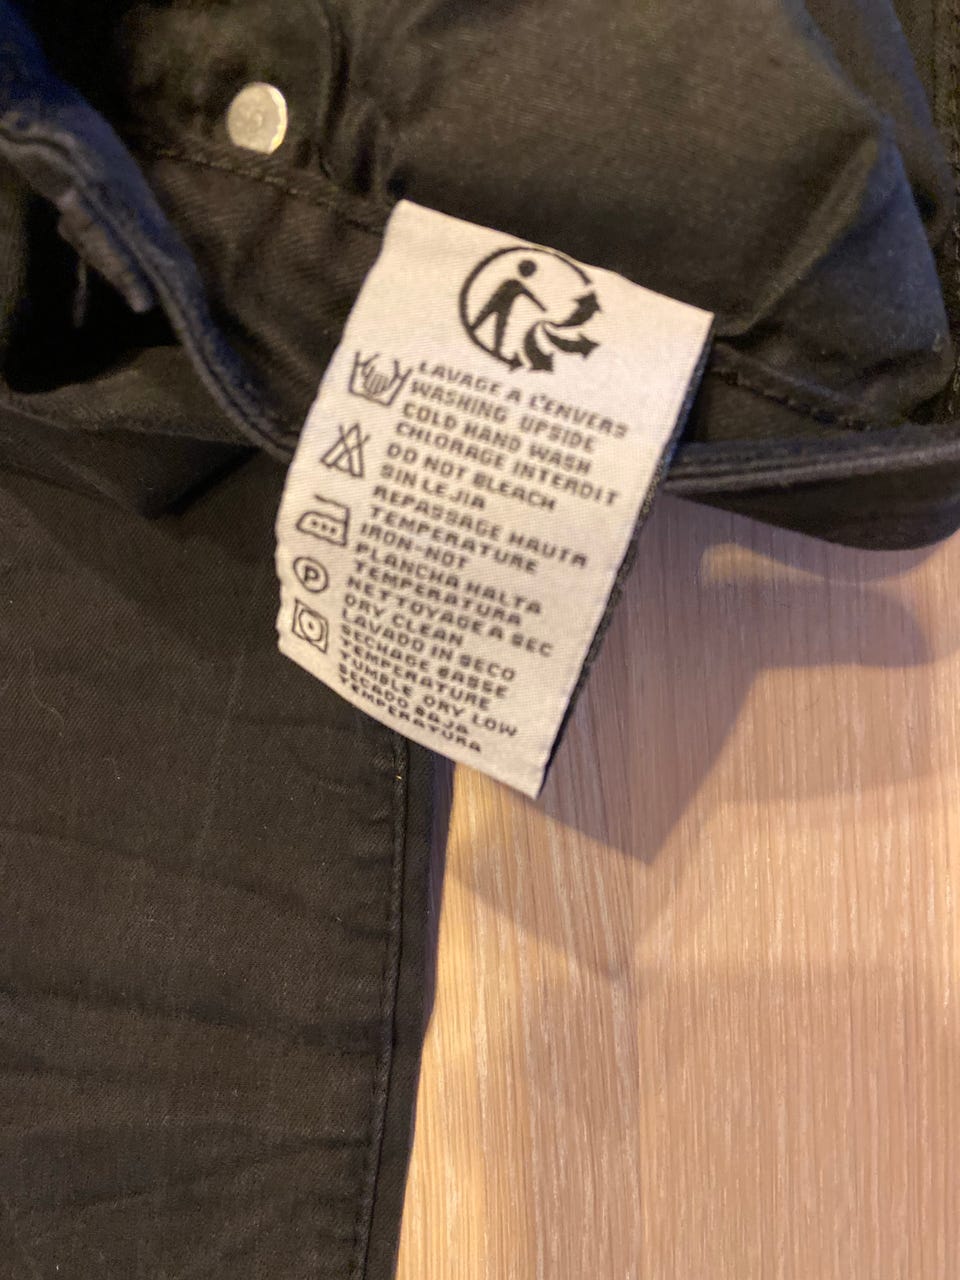 LAVAGE A L'ENVERS
WASHING UPSIDE
COLD HAND WASH
CHLORAGE INTERDIT
DO NOT BLEACH
SIN LEJIA
REPASSAGE HAUTA
TEMPERATURE
IRON-NOT
PLANCHA HALTA
TEMPERATURA
NETTOYAGE A SEC
DRY CLEAN
LAVADO IN SECO
SECHAGE BASSE
TEMPERATURE
TUMBLE DRY LOW
SECADO BAJA
TEMPERATURA
P